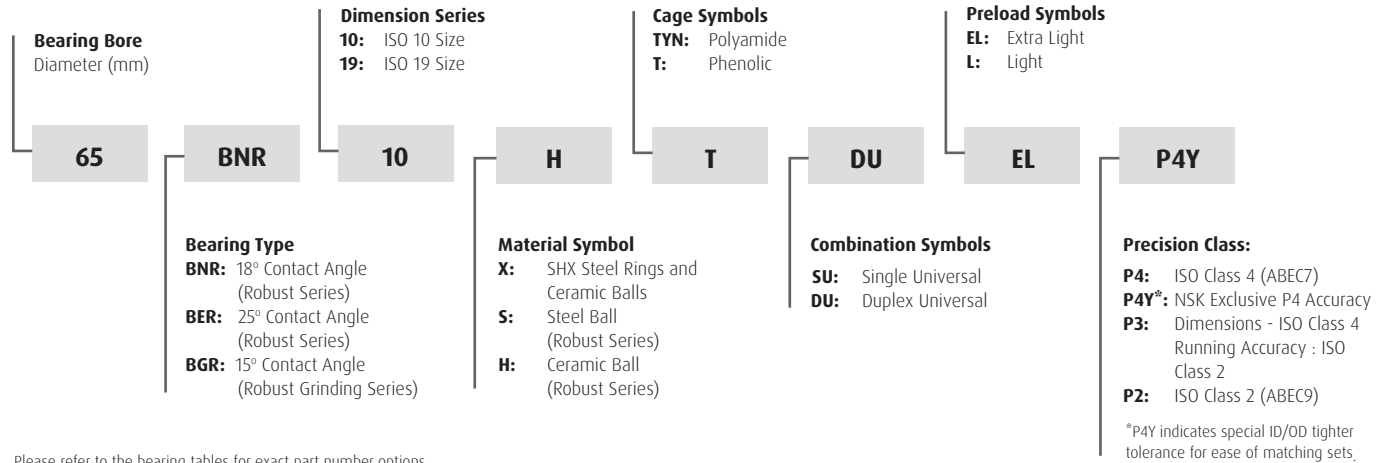 Dimension Series
10: ISO 10 Size
19: ISO 19 Size
Cage Symbols
TYN: Polyamide
T: Phenolic
Preload Symbols
EL: Extra Light
L: Light
Bearing Bore
Diameter (mm)
65
BNR
10
H
T
DU
EL
P4Y
Bearing Type
BNR: 18º Contact Angle
(Robust Series)
BER: 25º Contact Angle
(Robust Series)
BGR: 15º Contact Angle
(Robust Grinding Series)
Material Symbol
X: SHX Steel Rings and
Ceramic Balls
S: Steel Ball
(Robust Series)
H: Ceramic Ball
(Robust Series)
Combination Symbols
SU: Single Universal
DU: Duplex Universal
Precision Class:
P4: ISO Class 4 (ABEC7)
P4Y*: NSK Exclusive P4 Accuracy
P3: Dimensions - ISO Class 4
Running Accuracy : ISO
Class 2
P2: ISO Class 2 (ABEC9)
*P4Y indicates special ID/OD tighter
tolerance for ease of matching sets.
Please refer to the bearing tables for exact part number options